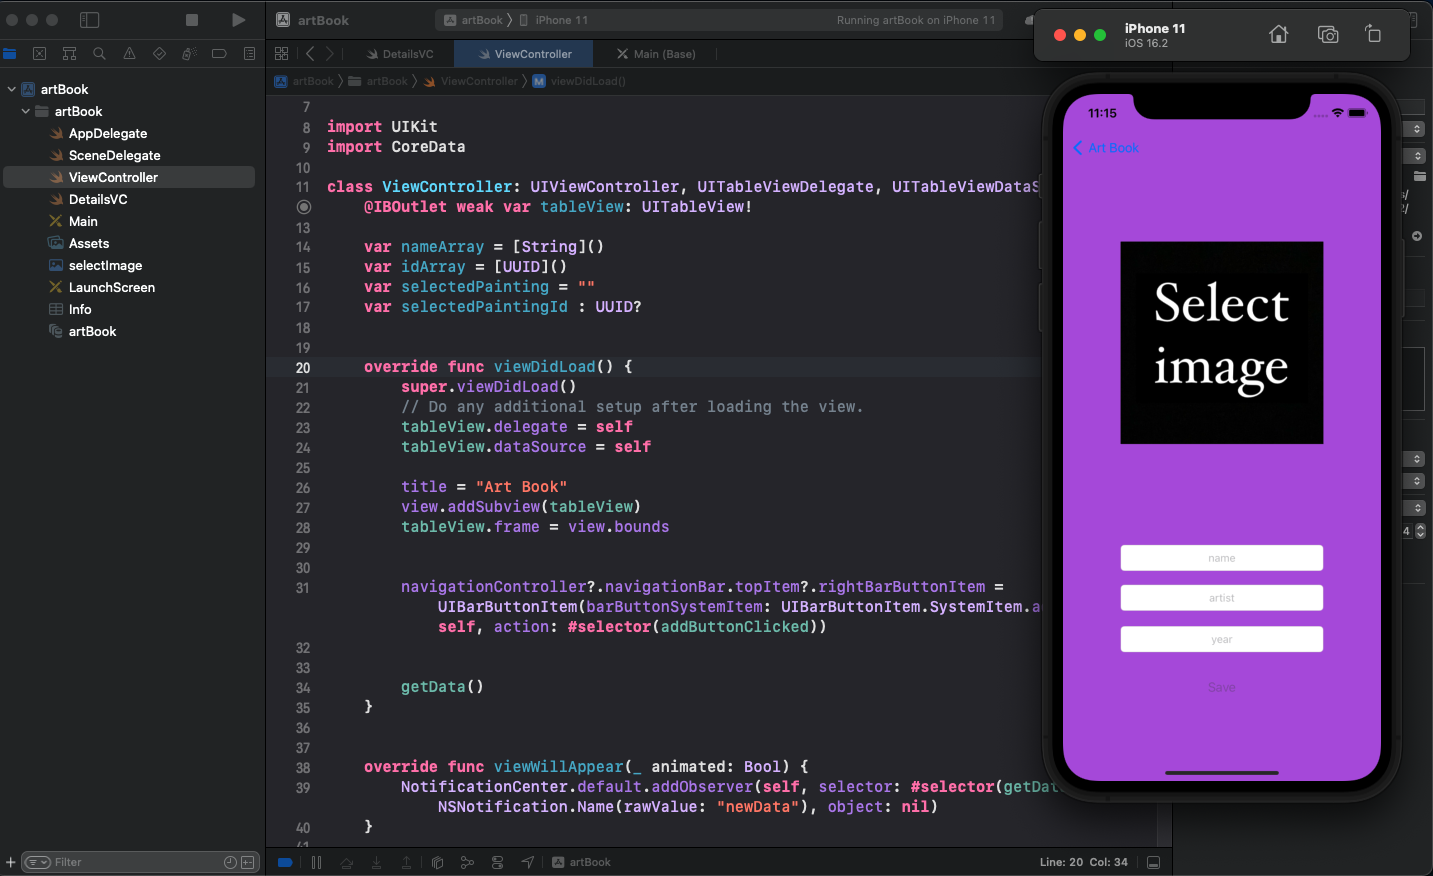 artBook
artBook
iPhone 11
Running artBook on iPhone 11
DetailsVC
ViewController
Main (Base)
artBook
artBook
ViewController
M
viewDidLoad()
artBook
artBook
AppDelegate
SceneDelegate
ViewController
DetailsVC
Main
Assets
selectImage
LaunchScreen
Info
artBook
Filter
7
8 import UIKit
9 import CoreData
10
11 class ViewController: UIViewController, UITableViewDelegate, UITableViewDataS
@IBOutlet weak var tableView: UITableView!
13
14 var nameArray = [String]()
15 var idArray = [UUID]()
16 var selectedPainting = ""
17 var selectedPaintingId : UUID?
18
19
20 override func viewDidLoad() {
21 super.viewDidLoad()
22 // Do any additional setup after loading the view.
23 tableView.delegate = self
24 tableView.dataSource = self
25
26 title = "Art Book"
27 view.addSubview(tableView)
28 tableView.frame = view.bounds
29
30
31 navigationController?.navigationBar.topItem?.rightBarButtonItem =
UIBarButtonItem(barButtonSystemItem: UIBarButtonItem.SystemItem.a
self, action: #selector(addButtonClicked))
32
33
34 getData()
35 }
36
37
38 override func viewWillAppear(_ animated: Bool) {
39 NotificationCenter.default.addObserver(self, selector: #selector(getDat
NSNotification.Name(rawValue: "newData"), object: nil)
40 }
artBook
Line: 20 Col: 34
iPhone 11
iOS 16.2
11:15
Art Book
Select
image
name
artist
year
Save
4